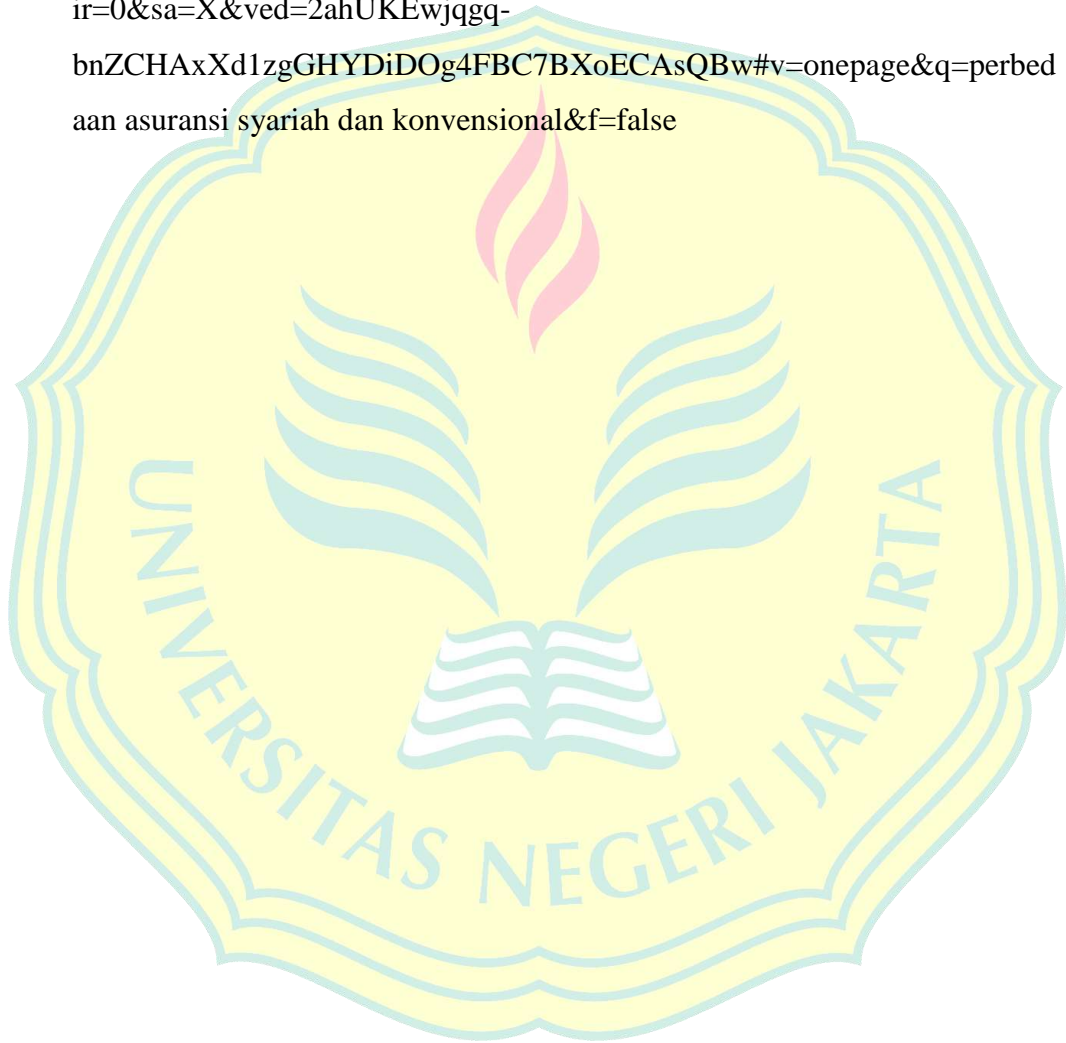 ir=0&sa=X&ved=2ahUKEwjqgq-
bnZCHAxXd1zgGHYDiDOg4FBC7BXoECAsQBw#v=onepage&q=perbed
aan asuransi syariah dan konvensional&f=false
UNIVERSITAS NEGERI JAKARTA